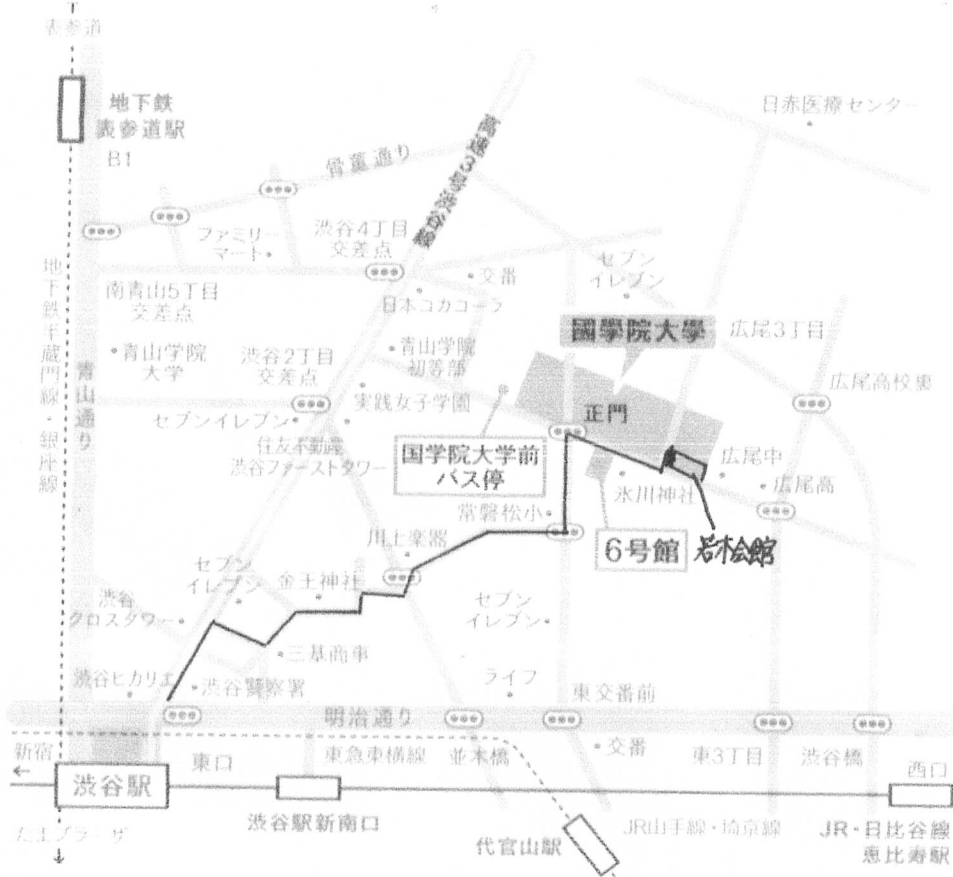 表参道
地下鉄
表参道駅
B1
骨董通り
高速3号渋谷線
日赤医療センター
ファミリー
マート
渋谷4丁目
交差点
交番
日本コカコーラ
セブン
イレブン
南青山5丁目
交差点
地下鉄半蔵門線・銀座線
青山通り
青山学院
大学
渋谷2丁目
交差点
青山学院
初等部
實踐女子学園
國學院大學
広尾3丁目
広尾高校裏
正門
セブンイレブン
住友不動産
渋谷ファーストタワー
国学院大学前
バス停
広尾中
広尾高
氷川神社
常磐松小
6号館
若木会館
川上楽器
セブン
イレブン
金王神社
渋谷
クロスタワー
セブン
イレブン
三基商事
渋谷ヒカリエ
渋谷警察署
ライフ
東交番前
明治通り
新宿
東口
東急東横線
並木橋
交番
東3丁目
渋谷橋
西口
渋谷駅
渋谷駅新南口
代官山駅
JR山手線・埼京線
JR・日比谷線
恵比寿駅
たまプラーザ